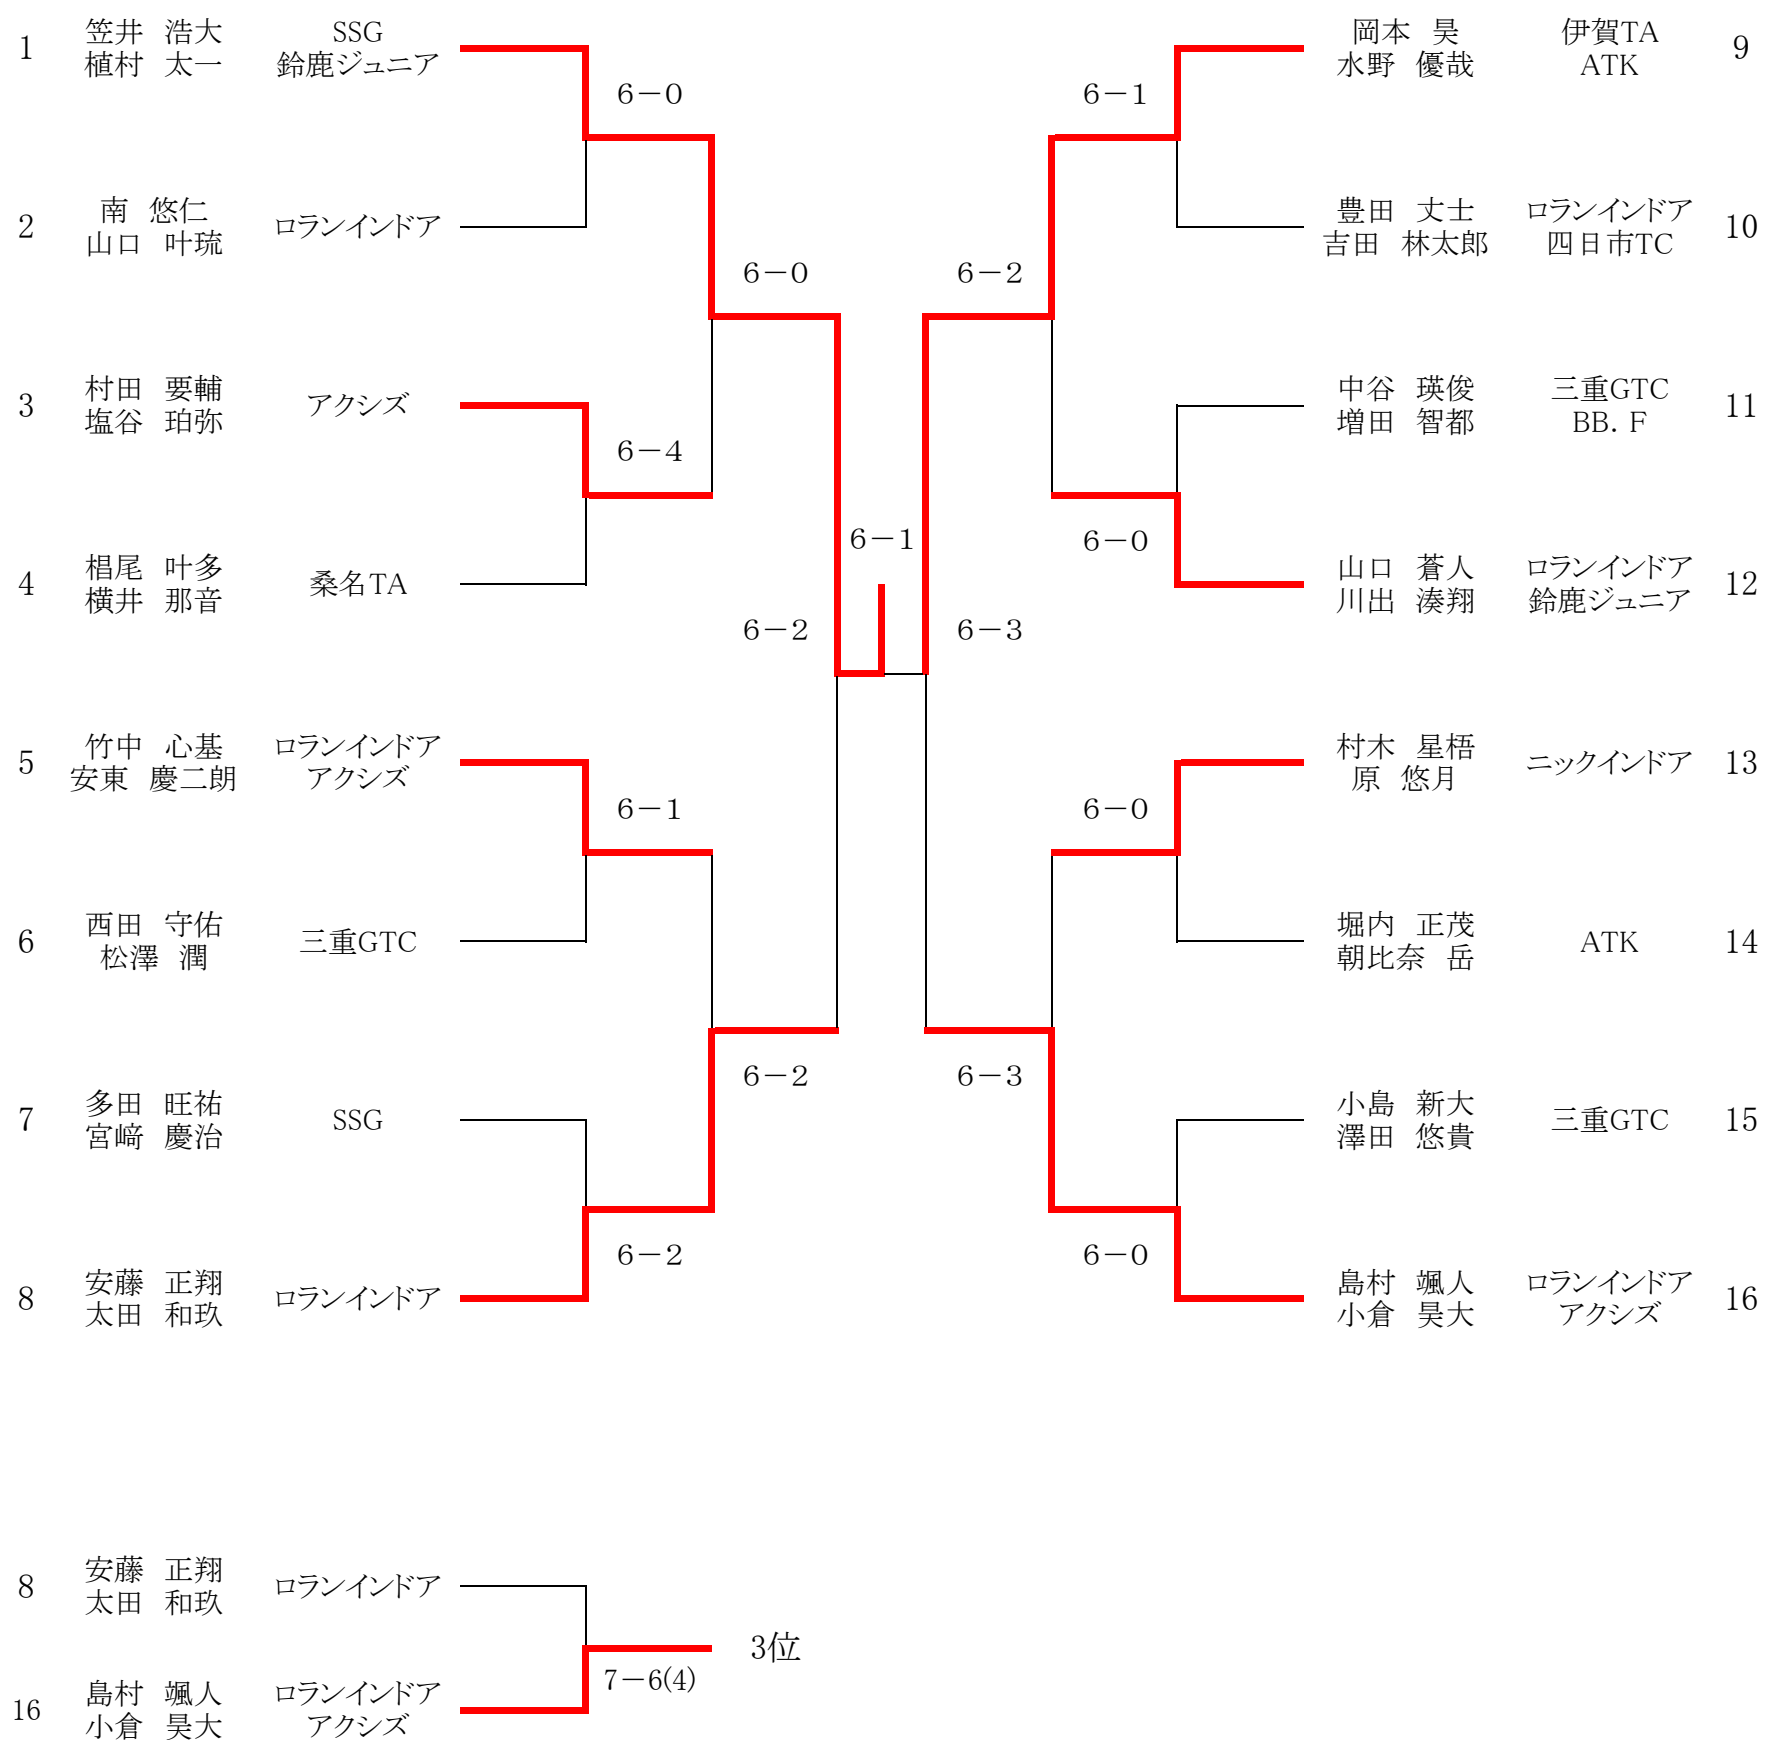 1 笠井 浩大 SSG
植村 太一 鈴鹿ジュニア
2 南 悠仁 ロランインドア
山口 叶琉
3 村田 要輔 アクシズ
塩谷 珀弥
4 椙尾 叶多 桑名TA
横井 那音
5 竹中 心基 ロランインドア
安東 慶二朗 アクシズ
6 西田 守佑 三重GTC
松澤 潤
7 多田 旺祐 SSG
宮﨑 慶治
8 安藤 正翔 ロランインドア
太田 和玖
6-0
6-4
6-1
6-2
6-0
6-2
6-2
6-1
6-2
6-3
6-3
6-1
6-0
6-0
6-0
岡本 昊 伊賀TA 9
水野 優哉 ATK
豊田 丈士 ロランインドア 10
吉田 林太郎 四日市TC
中谷 瑛俊 三重GTC 11
増田 智都 BB.F
山口 蒼人 ロランインドア 12
川出 湊翔 鈴鹿ジュニア
村木 星梧 ニックインドア 13
原 悠月
堀内 正茂 ATK 14
朝比奈 岳
小島 新大 三重GTC 15
澤田 悠貴
島村 颯人 ロランインドア 16
小倉 昊大 アクシズ
8 安藤 正翔 ロランインドア
太田 和玖
3位
7-6(4)
16 島村 颯人 ロランインドア
小倉 昊大 アクシズ